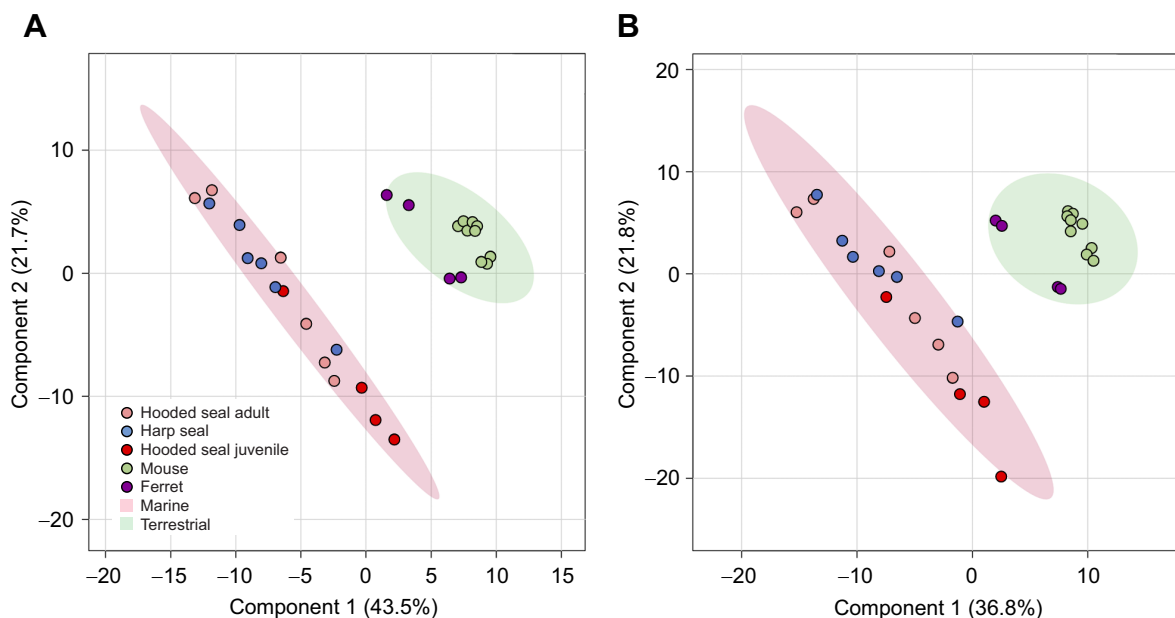 A
B
10
0
−10
−20
Component 2 (21.7%)
Hooded seal adult
Harp seal
Hooded seal juvenile
Mouse
Ferret
Marine
Terrestrial
−20 −15 −10 −5 0 5 10 15
Component 1 (43.5%)
20
10
0
−10
−20
Component 2 (21.8%)
−20 −10 0 10
Component 1 (36.8%)